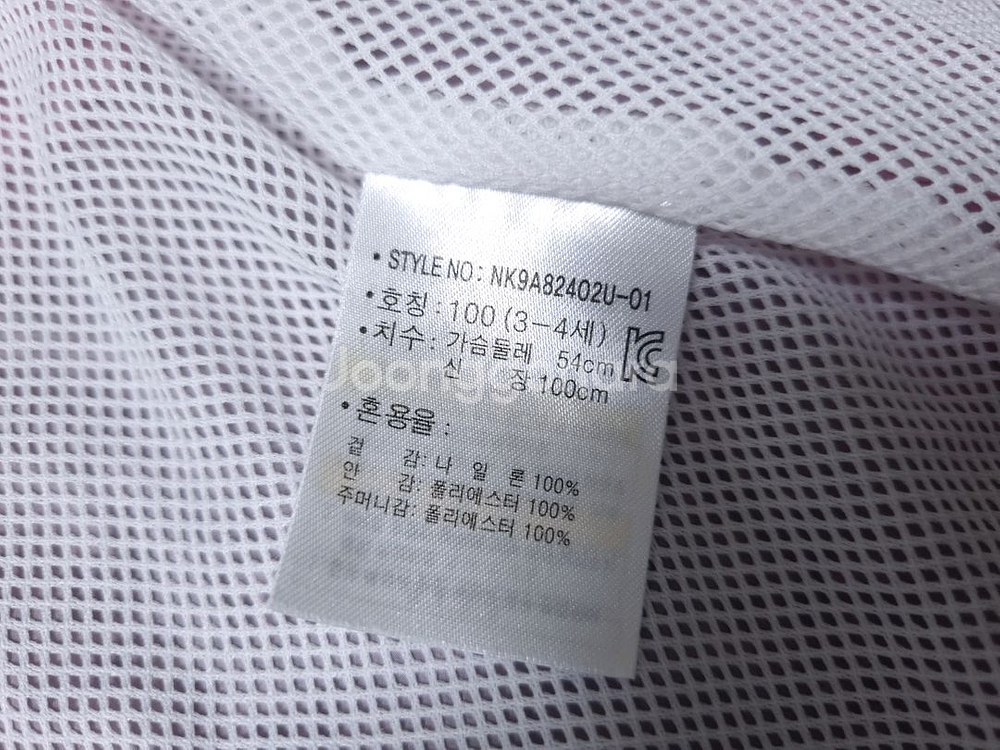 • STYLE NO : NK9A82402U-01
• 호칭 : 100 (3-4세)
• 치수 : 가슴둘레 54cm
신 장 100cm
• 혼용율 :
겉 감: 나 일 론 100%
안 감: 폴리에스터 100%
주머니감: 폴리에스터 100%